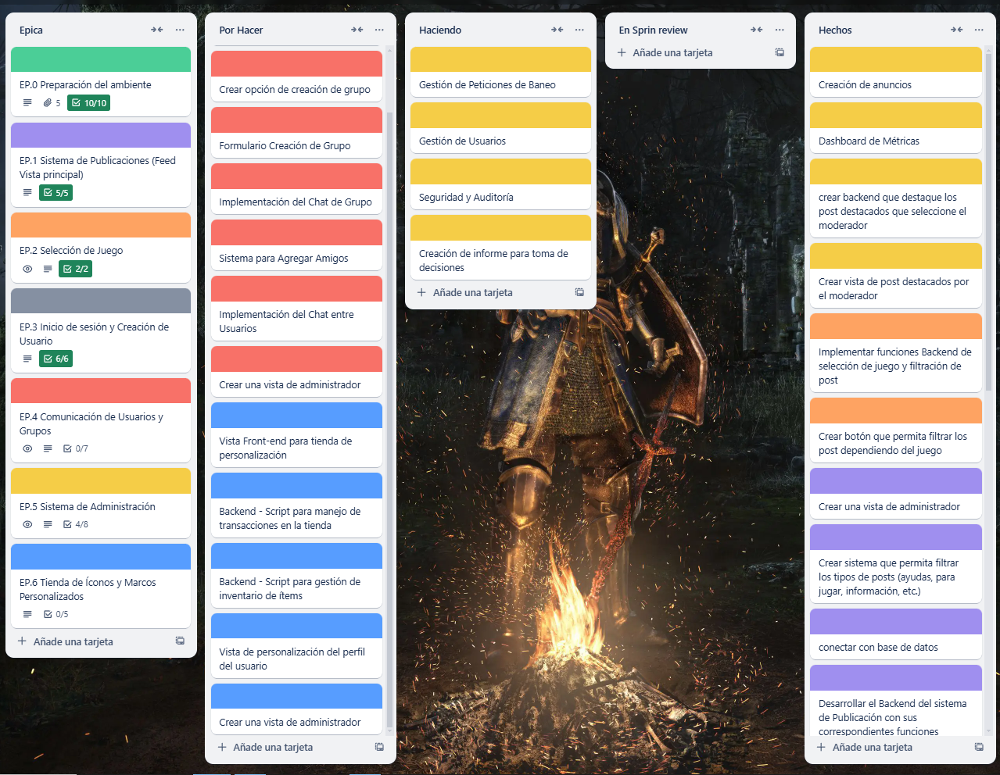 Epica
EP.0 Preparación del ambiente
5
10/10
EP.1 Sistema de Publicaciones (Feed
Vista principal)
5/5
EP.2 Selección de Juego
2/2
EP.3 Inicio de sesión y Creación de
Usuario
6/6
EP.4 Comunicación de Usuarios y
Grupos
0/7
EP.5 Sistema de Administración
4/8
EP.6 Tienda de Íconos y Marcos
Personalizados
0/5
Añade una tarjeta
Por Hacer
Crear opción de creación de grupo
Formulario Creación de Grupo
Implementación del Chat de Grupo
Sistema para Agregar Amigos
Implementación del Chat entre
Usuarios
Crear una vista de administrador
Vista Front-end para tienda de
personalización
Backend - Script para manejo de
transacciones en la tienda
Backend - Script para gestión de
inventario de ítems
Vista de personalización del perfil
del usuario
Crear una vista de administrador
Añade una tarjeta
Haciendo
Gestión de Peticiones de Baneo
Gestión de Usuarios
Seguridad y Auditoría
Creación de informe para toma de
decisiones
Añade una tarjeta
En Sprin review
Añade una tarjeta
Hechos
Creación de anuncios
Dashboard de Métricas
crear backend que destaque los
post destacados que seleccione el
moderador
Crear vista de post destacados por
el moderador
Implementar funciones Backend de
selección de juego y filtración de
post
Crear botón que permita filtrar los
post dependiendo del juego
Crear una vista de administrador
Crear sistema que permita filtrar
los tipos de posts (ayudas, para
jugar, información, etc.)
conectar con base de datos
Desarrollar el Backend del sistema
de Publicación con sus
correspondientes funciones
Añade una tarjeta